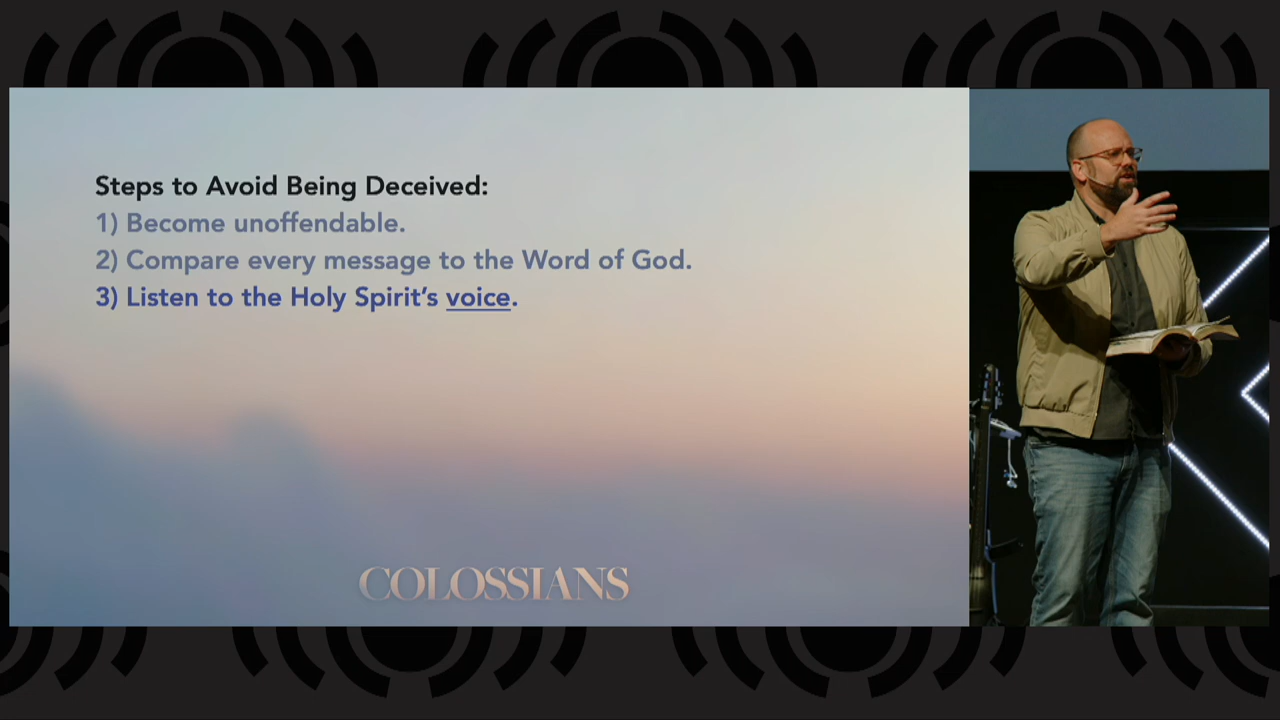 Steps to Avoid Being Deceived:
1) Become unoffendable.
2) Compare every message to the Word of God.
3) Listen to the Holy Spirit’s voice.
COLOSSIANS